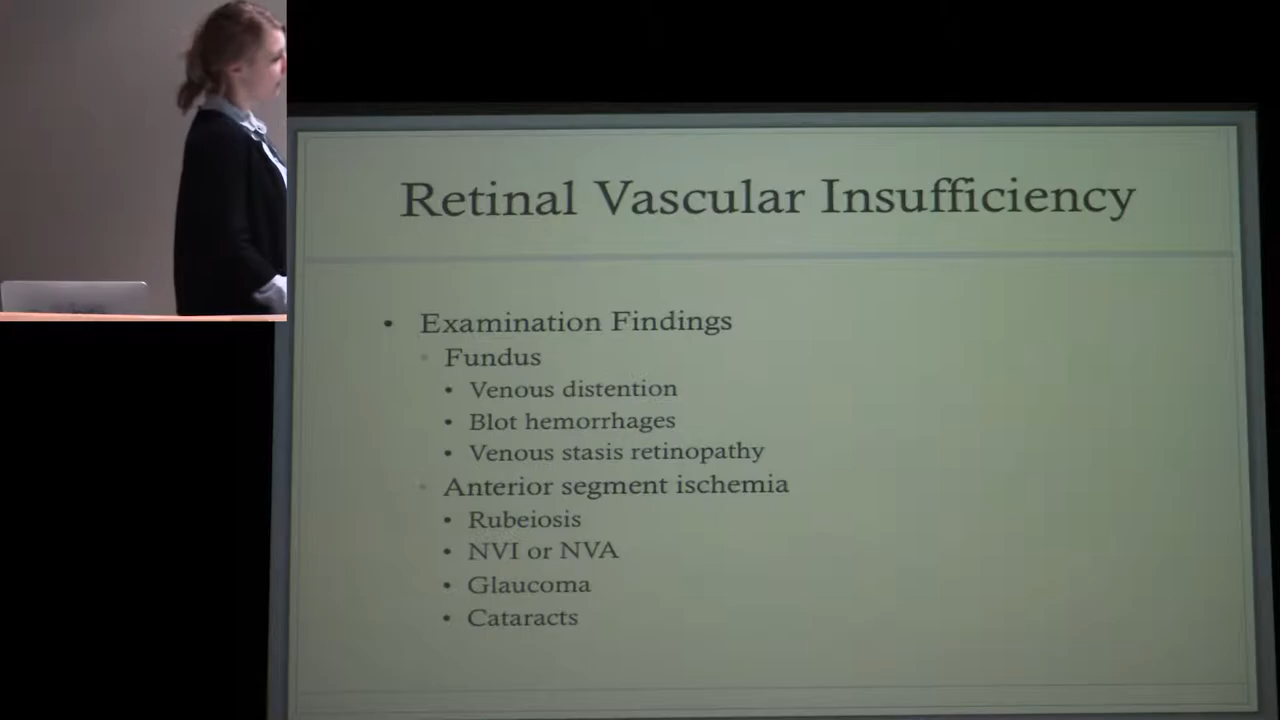 Retinal Vascular Insufficiency
• Examination Findings
• Fundus
• Venous distention
• Blot hemorrhages
• Venous stasis retinopathy
• Anterior segment ischemia
• Rubeiosis
• NVI or NVA
• Glaucoma
• Cataracts